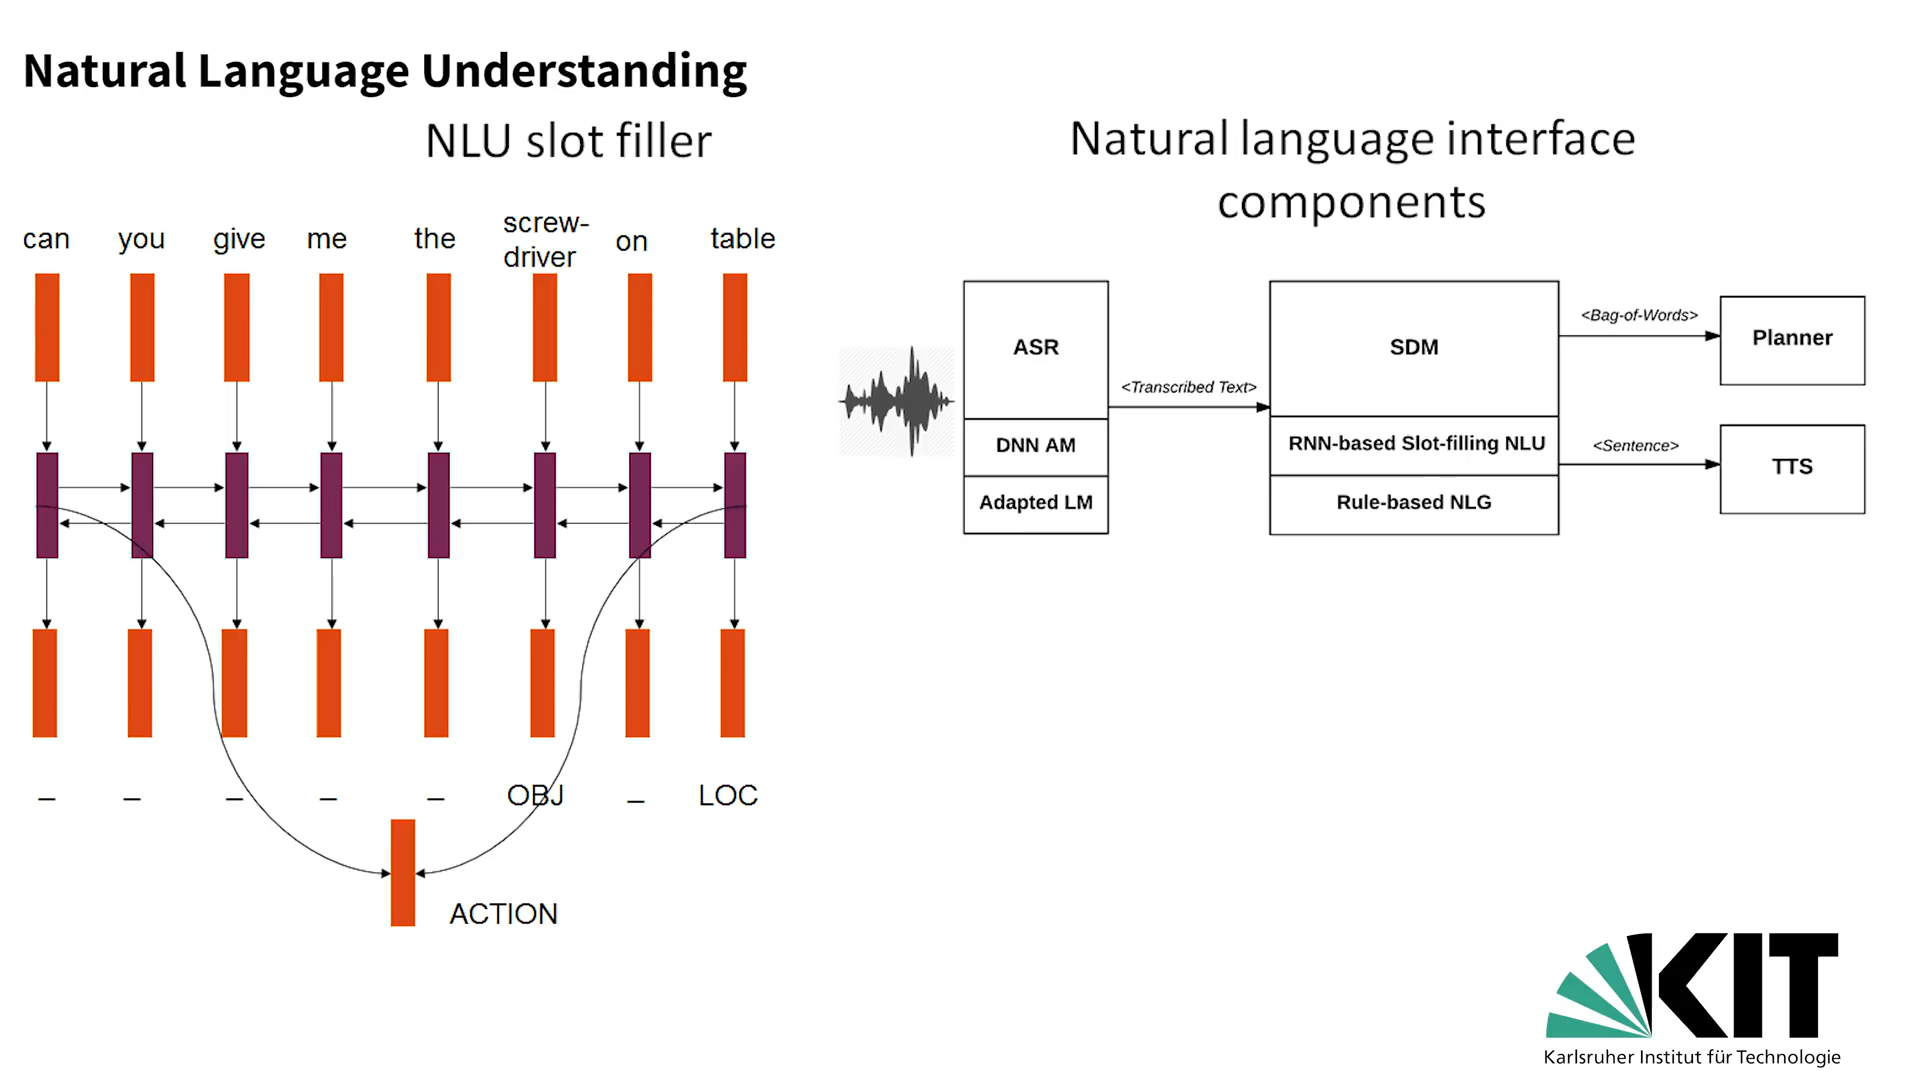 Natural Language Understanding
NLU slot filler
can you give me the screw- on table
driver
_ _ _ _ _ OBJ _ LOC
ACTION
Natural language interface
components
ASR
DNN AM
Adapted LM
<Transcribed Text>
SDM
RNN-based Slot-filling NLU
Rule-based NLG
<Bag-of-Words>
Planner
<Sentence>
TTS
KIT
Karlsruher Institut für Technologie